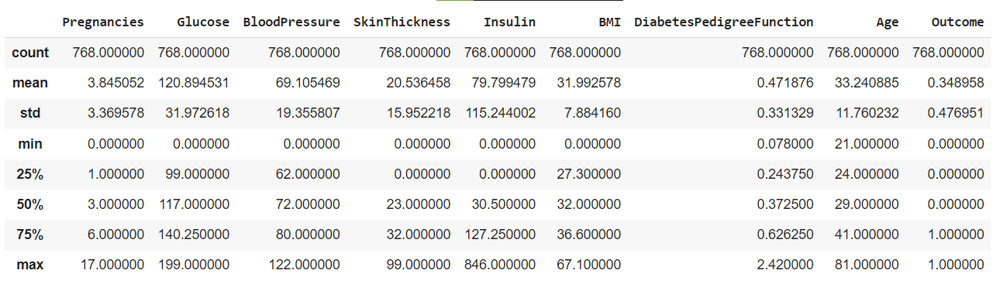 Pregnancies Glucose BloodPressure SkinThickness Insulin BMI DiabetesPedigreeFunction Age Outcome
count 768.000000 768.000000 768.000000 768.000000 768.000000 768.000000 768.000000 768.000000 768.000000
mean 3.845052 120.894531 69.105469 20.536458 79.799479 31.992578 0.471876 33.240885 0.348958
std 3.369578 31.972618 19.355807 15.952218 115.244002 7.884160 0.331329 11.760232 0.476951
min 0.000000 0.000000 0.000000 0.000000 0.000000 0.000000 0.078000 21.000000 0.000000
25% 1.000000 99.000000 62.000000 0.000000 0.000000 27.300000 0.243750 24.000000 0.000000
50% 3.000000 117.000000 72.000000 23.000000 30.500000 32.000000 0.372500 29.000000 0.000000
75% 6.000000 140.250000 80.000000 32.000000 127.250000 36.600000 0.626250 41.000000 1.000000
max 17.000000 199.000000 122.000000 99.000000 846.000000 67.100000 2.420000 81.000000 1.000000